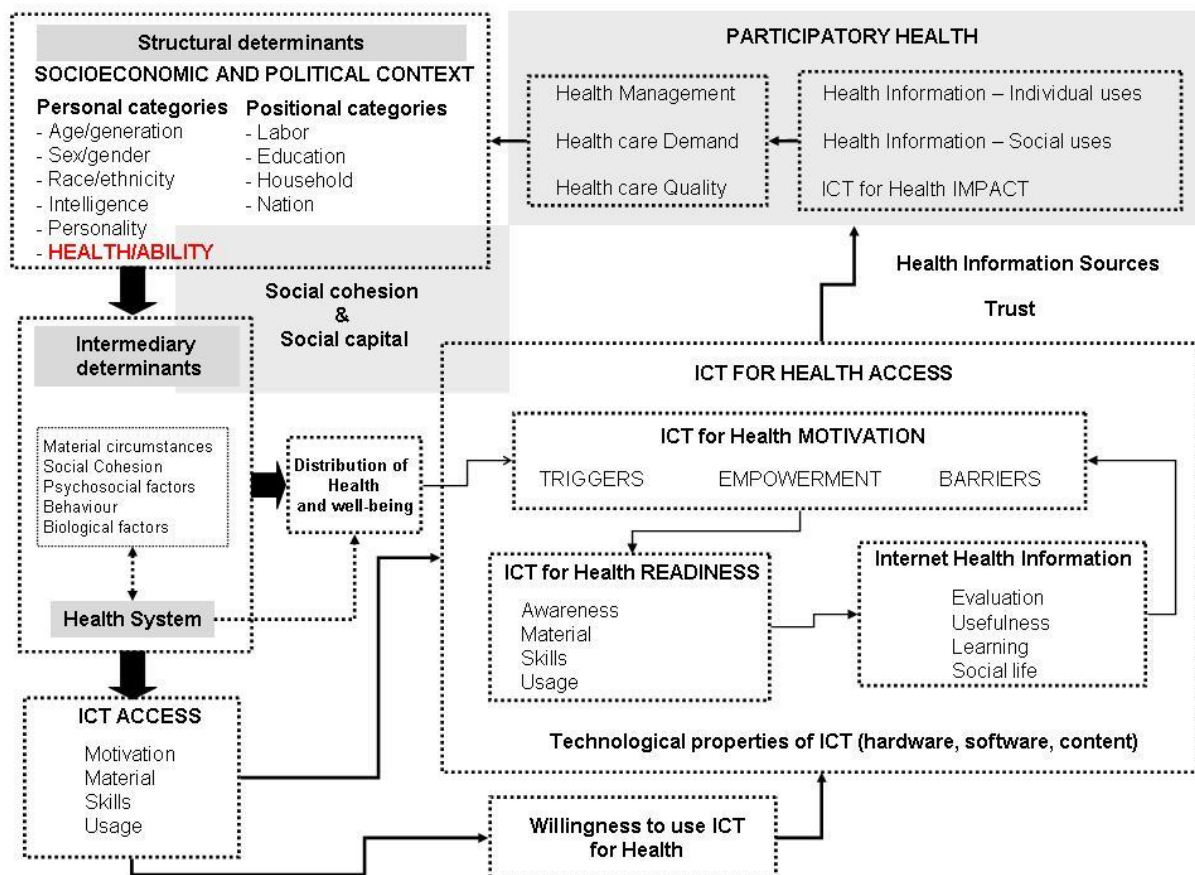 Structural determinants
SOCIOECONOMIC AND POLITICAL CONTEXT
Personal categories
- Age/generation
- Sex/gender
- Race/ethnicity
- Intelligence
- Personality
- HEALTH/ABILITY
Positional categories
- Labor
- Education
- Household
- Nation
PARTICIPATORY HEALTH
Health Management
Health care Demand
Health care Quality
Health Information – Individual uses
Health Information – Social uses
ICT for Health IMPACT
Social cohesion
&
Social capital
Health Information Sources
Trust
Intermediary
determinants
Material circumstances
Social Cohesion
Psychosocial factors
Behaviour
Biological factors
Health System
Distribution of
Health
and well-being
ICT FOR HEALTH ACCESS
ICT for Health MOTIVATION
TRIGGERS EMPOWERMENT BARRIERS
ICT for Health READINESS
Awareness
Material
Skills
Usage
Internet Health Information
Evaluation
Usefulness
Learning
Social life
Technological properties of ICT (hardware, software, content)
ICT ACCESS
Motivation
Material
Skills
Usage
Willingness to use ICT
for Health